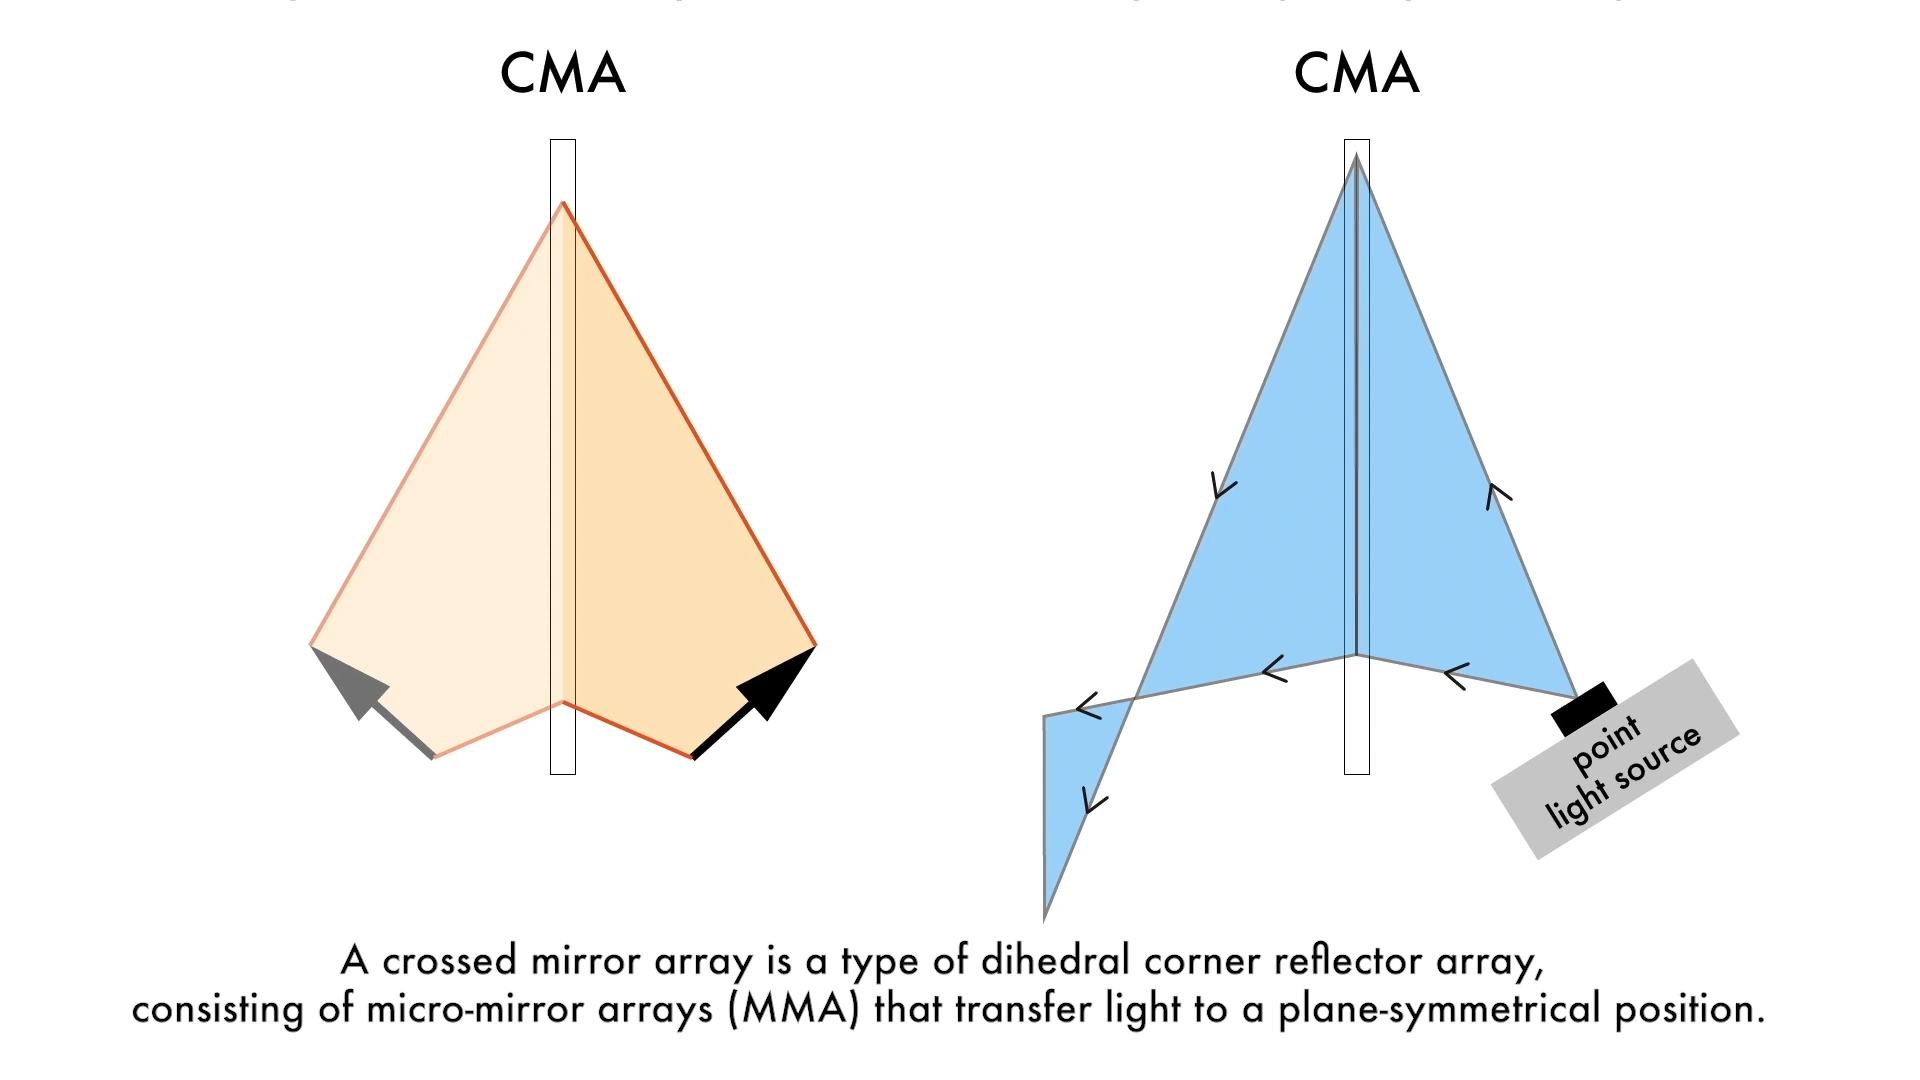 CMA
CMA
point
light source
A crossed mirror array is a type of dihedral corner reflector array,
consisting of micro-mirror arrays (MMA) that transfer light to a plane-symmetrical position.